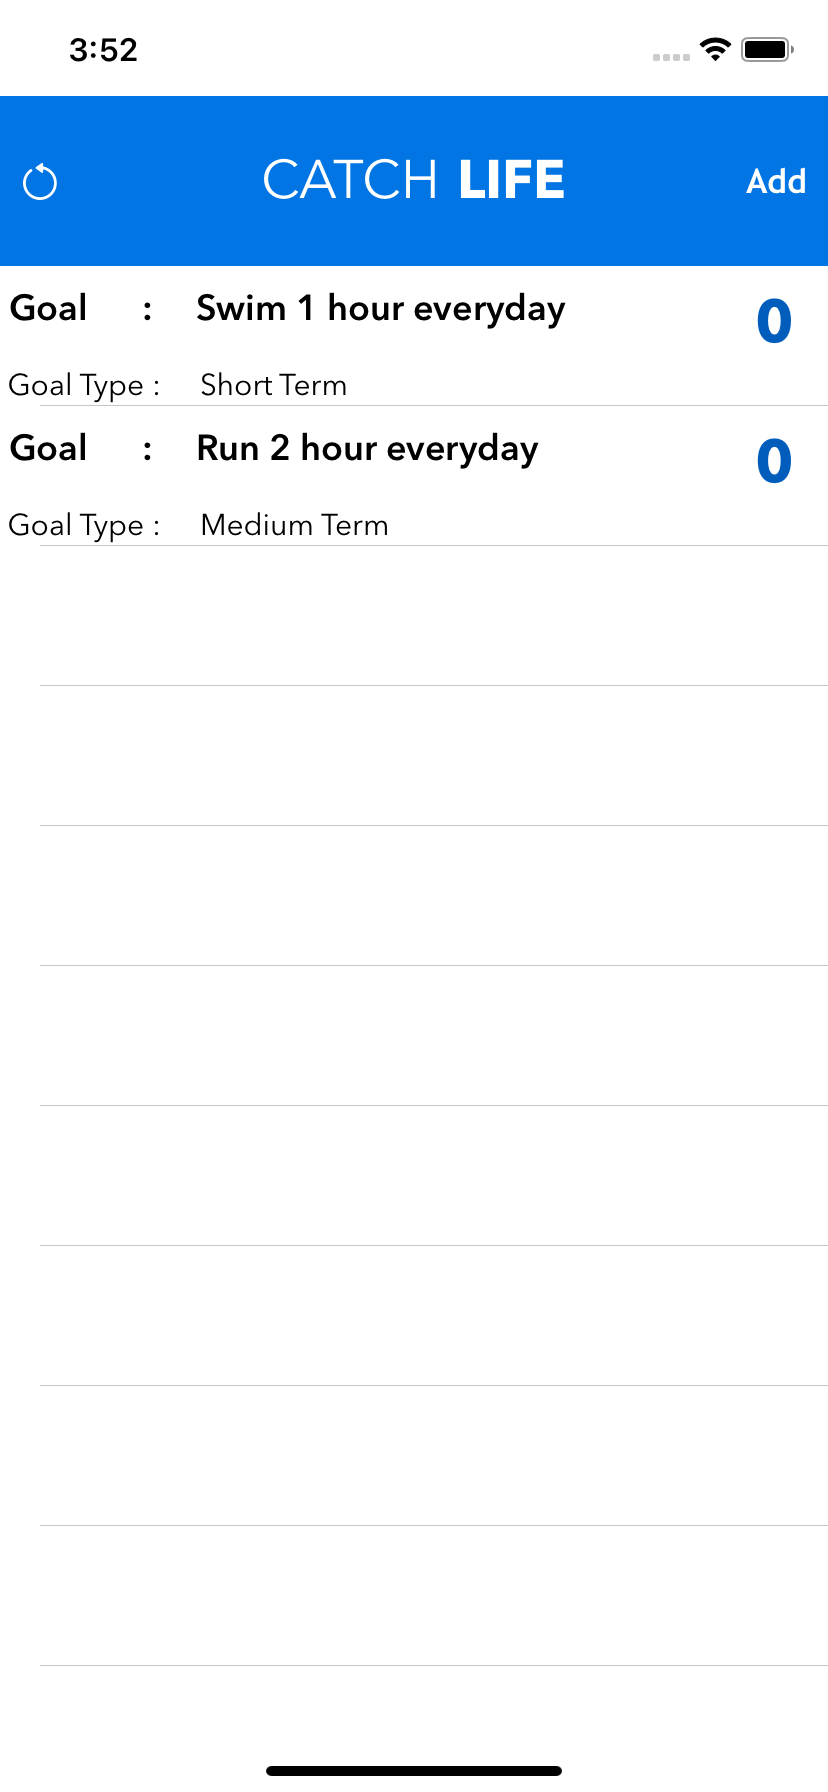 3:52
CATCH LIFE
Add
Goal : Swim 1 hour everyday
0
Goal Type : Short Term
Goal : Run 2 hour everyday
0
Goal Type : Medium Term